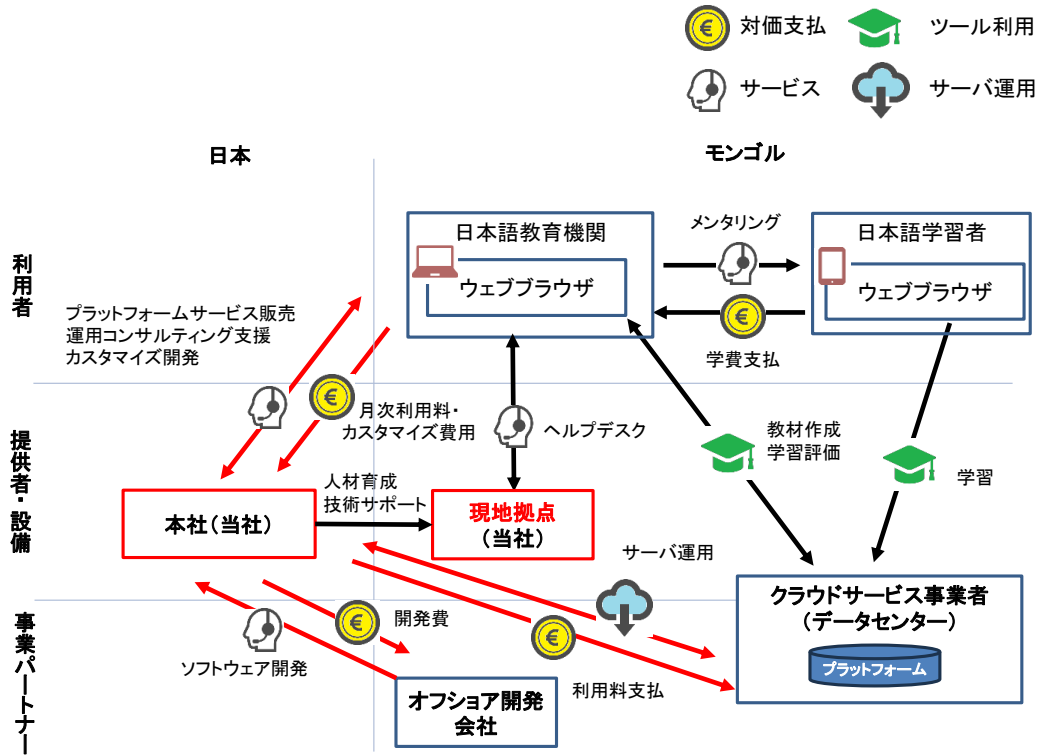 対価支払
ツール利用
サービス
サーバ運用
日本
モンゴル
利用者
日本語教育機関
ウェブブラウザ
メンタリング
日本語学習者
ウェブブラウザ
学費支払
プラットフォームサービス販売
運用コンサルティング支援
カスタマイズ開発
提供者・設備
月次利用料・
カスタマイズ費用
ヘルプデスク
教材作成
学習評価
学習
人材育成
技術サポート
本社（当社）
現地拠点
（当社）
サーバ運用
事業パートナー
開発費
ソフトウェア開発
利用料支払
オフショア開発
会社
クラウドサービス事業者
（データセンター）
プラットフォーム